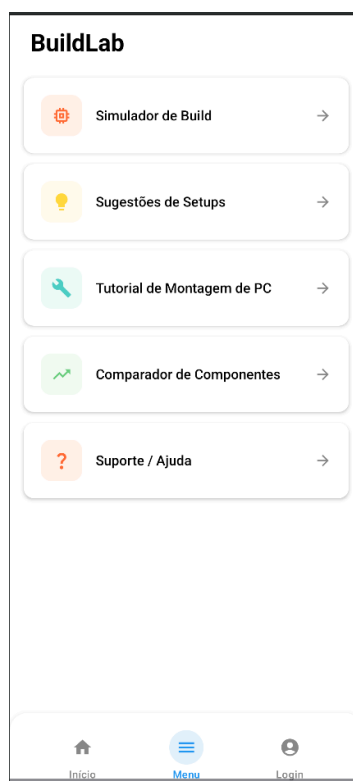 BuildLab
Simulador de Build
Sugestões de Setups
Tutorial de Montagem de PC
Comparador de Componentes
? Suporte / Ajuda
Início Menu Login